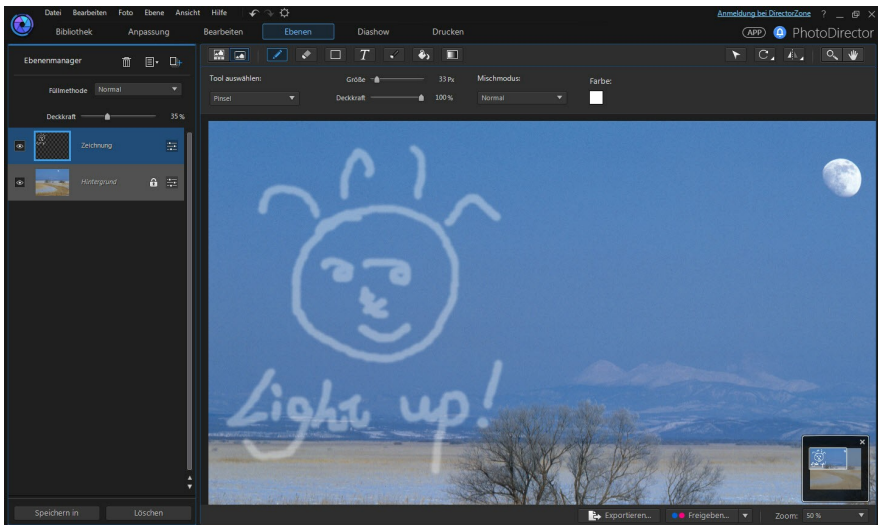 Datei Bearbeiten Foto Ebene Ansicht Hilfe Anmeldung bei DirectorZone ?
Bibliothek Anpassung Bearbeiten Ebenen Diashow Drucken APP PhotoDirector
Ebenenmanager
T
Füllmethode Normal
Deckkraft 35 %
Zeichnung
Hintergrund
Tool auswählen: Größe 33 Px Mischmodus: Farbe:
Pinsel Deckkraft 100 % Normal
Light up!
Speichern in Löschen
Exportieren... Freigeben... Zoom: 50 %